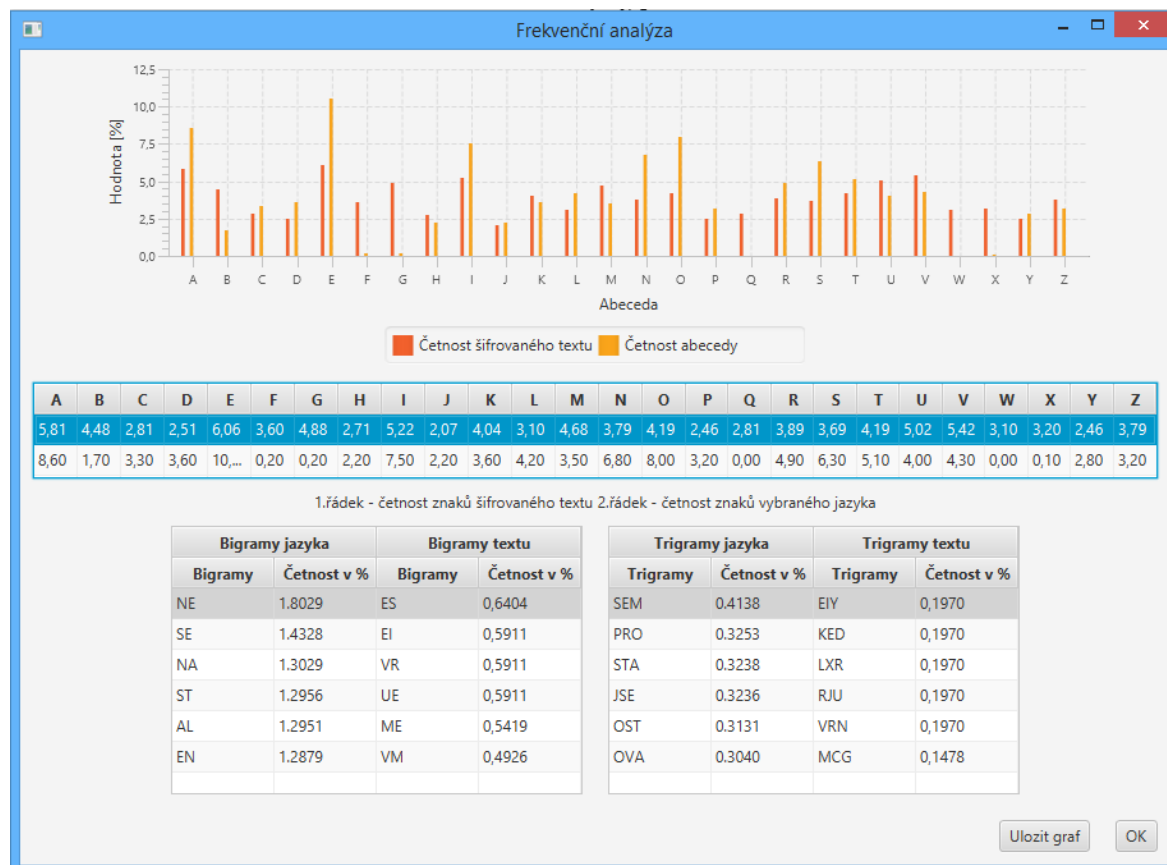 Frekvenční analýza
Hodnota [%]
12,5
10,0
7,5
5,0
2,5
0,0
A B C D E F G H I J K L M N O P Q R S T U V W X Y Z
Abeceda
Četnost šifrovaného textu Četnost abecedy
A B C D E F G H I J K L M N O P Q R S T U V W X Y Z
5,81 4,48 2,81 2,51 6,06 3,60 4,88 2,71 5,22 2,07 4,04 3,10 4,68 3,79 4,19 2,46 2,81 3,89 3,69 4,19 5,02 5,42 3,10 3,20 2,46 3,79
8,60 1,70 3,30 3,60 10,... 0,20 0,20 2,20 7,50 2,20 3,60 4,20 3,50 6,80 8,00 3,20 0,00 4,90 6,30 5,10 4,00 4,30 0,00 0,10 2,80 3,20
1.řádek - četnost znaků šifrovaného textu 2.řádek - četnost znaků vybraného jazyka
Bigramy jazyka Bigramy textu
Bigramy Četnost v % Bigramy Četnost v %
NE 1.8029 ES 0,6404
SE 1.4328 EI 0,5911
NA 1.3029 VR 0,5911
ST 1.2956 UE 0,5911
AL 1.2951 ME 0,5419
EN 1.2879 VM 0,4926
Trigramy jazyka Trigramy textu
Trigramy Četnost v % Trigramy Četnost v %
SEM 0.4138 EIY 0,1970
PRO 0.3253 KED 0,1970
STA 0.3238 LXR 0,1970
JSE 0.3236 RJU 0,1970
OST 0.3131 VRN 0,1970
OVA 0.3040 MCG 0,1478
Ulozit graf OK